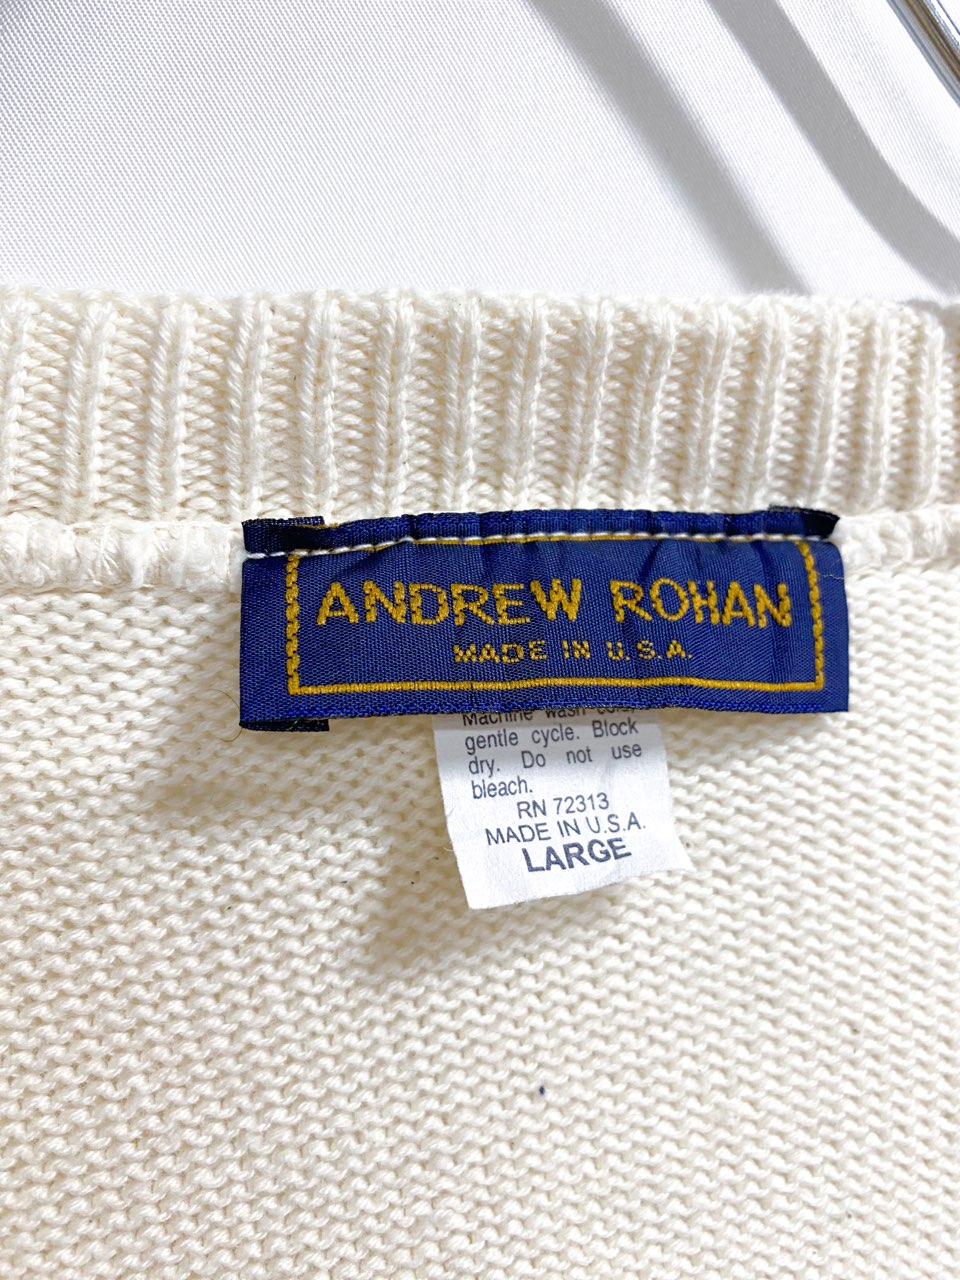 ANDREW ROHAN
MADE IN U.S.A.
Machine wash cold,
gentle cycle. Block
dry. Do not use
bleach.
RN 72313
MADE IN U.S.A.
LARGE